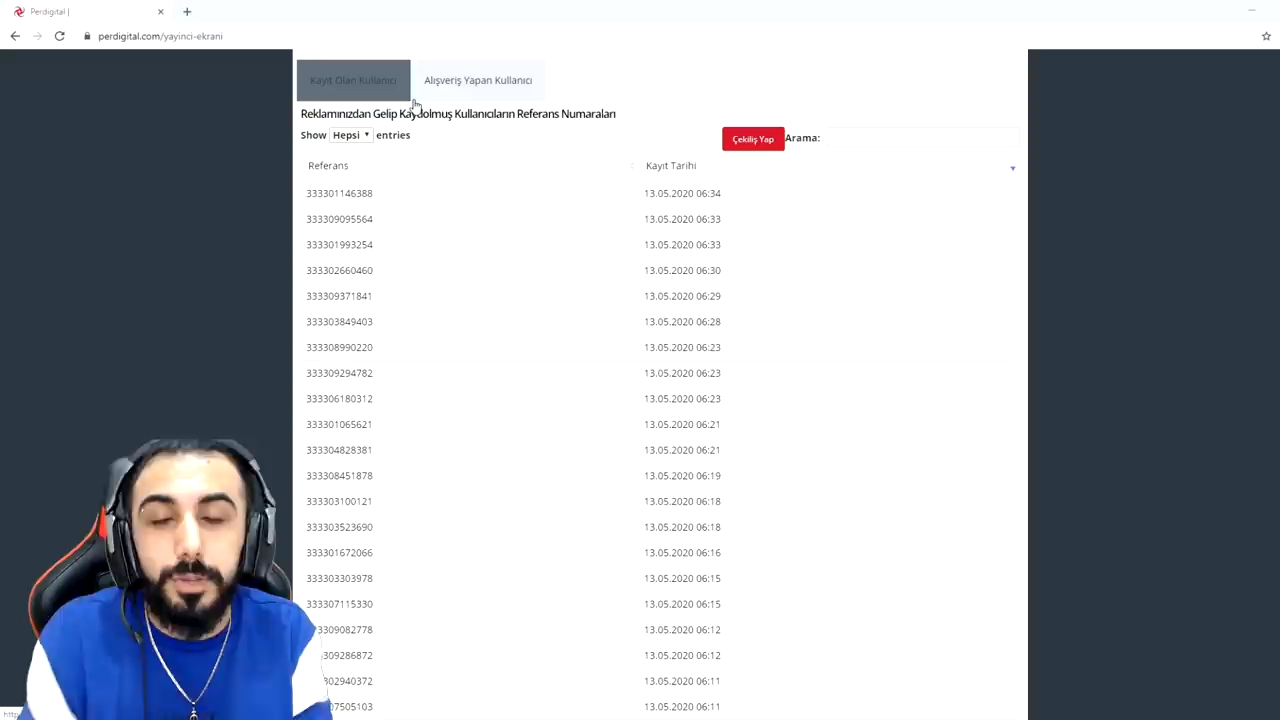 Perdigital |
perdigital.com/yayinci-ekrani
Kayıt Olan Kullanıcı
Alışveriş Yapan Kullanıcı
Reklamınızdan Gelip Kaydolmuş Kullanıcıların Referans Numaraları
Show Hepsi entries
Çekiliş Yap Arama:
Referans Kayıt Tarihi
333301146388 13.05.2020 06:34
333309095564 13.05.2020 06:33
333301993254 13.05.2020 06:33
333302660460 13.05.2020 06:30
333309371841 13.05.2020 06:29
333303849403 13.05.2020 06:28
333308990220 13.05.2020 06:23
333309294782 13.05.2020 06:23
333306180312 13.05.2020 06:23
333301065621 13.05.2020 06:21
333304828381 13.05.2020 06:21
333308451878 13.05.2020 06:19
333303100121 13.05.2020 06:18
333303523690 13.05.2020 06:18
333301672066 13.05.2020 06:16
333303303978 13.05.2020 06:15
333307115330 13.05.2020 06:15
309082778 13.05.2020 06:12
309286872 13.05.2020 06:12
02940372 13.05.2020 06:11
07505103 13.05.2020 06:11